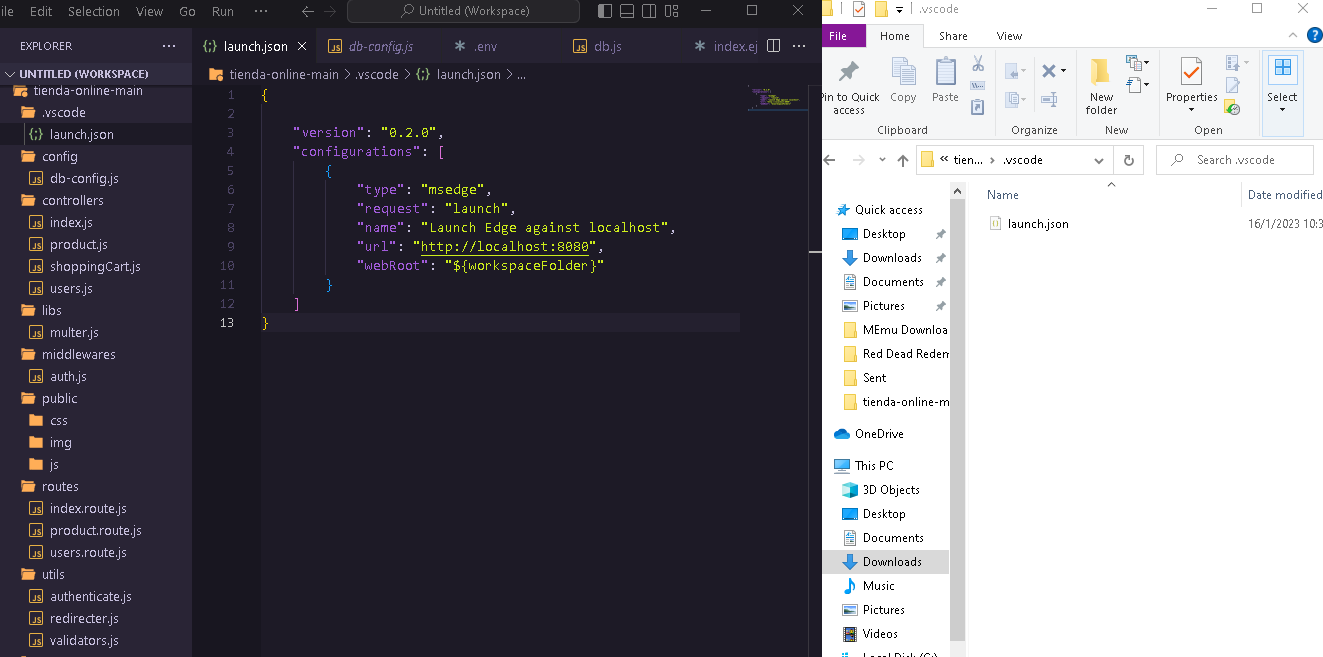 ile Edit Selection View Go Run ··· Untitled (Workspace)
EXPLORER ···
UNTITLED (WORKSPACE)
tienda-online-main
.vscode
launch.json
config
db-config.js
controllers
index.js
product.js
shoppingCart.js
users.js
libs
multer.js
middlewares
auth.js
public
css
img
js
routes
index.route.js
product.route.js
users.route.js
utils
authenticate.js
redirecter.js
validators.js
launch.json db-config.js .env db.js index.ej ···
tienda-online-main > .vscode > launch.json > ...
1 {
2
3 "version": "0.2.0",
4 "configurations": [
5 {
6 "type": "msedge",
7 "request": "launch",
8 "name": "Launch Edge against localhost",
9 "url": "http://localhost:8080",
10 "webRoot": "${workspaceFolder}"
11 }
12 ]
13 }
.vscode
File Home Share View
Pin to Quick access
Copy
Paste
Clipboard
Organize
New folder
New
Properties
Open
Select
« tien... > .vscode
Search .vscode
Quick access
Desktop
Downloads
Documents
Pictures
MEmu Downloa
Red Dead Redem
Sent
tienda-online-m
OneDrive
This PC
3D Objects
Desktop
Documents
Downloads
Music
Pictures
Videos
Local Disk (C:)
Name Date modified
launch.json 16/1/2023 10:3